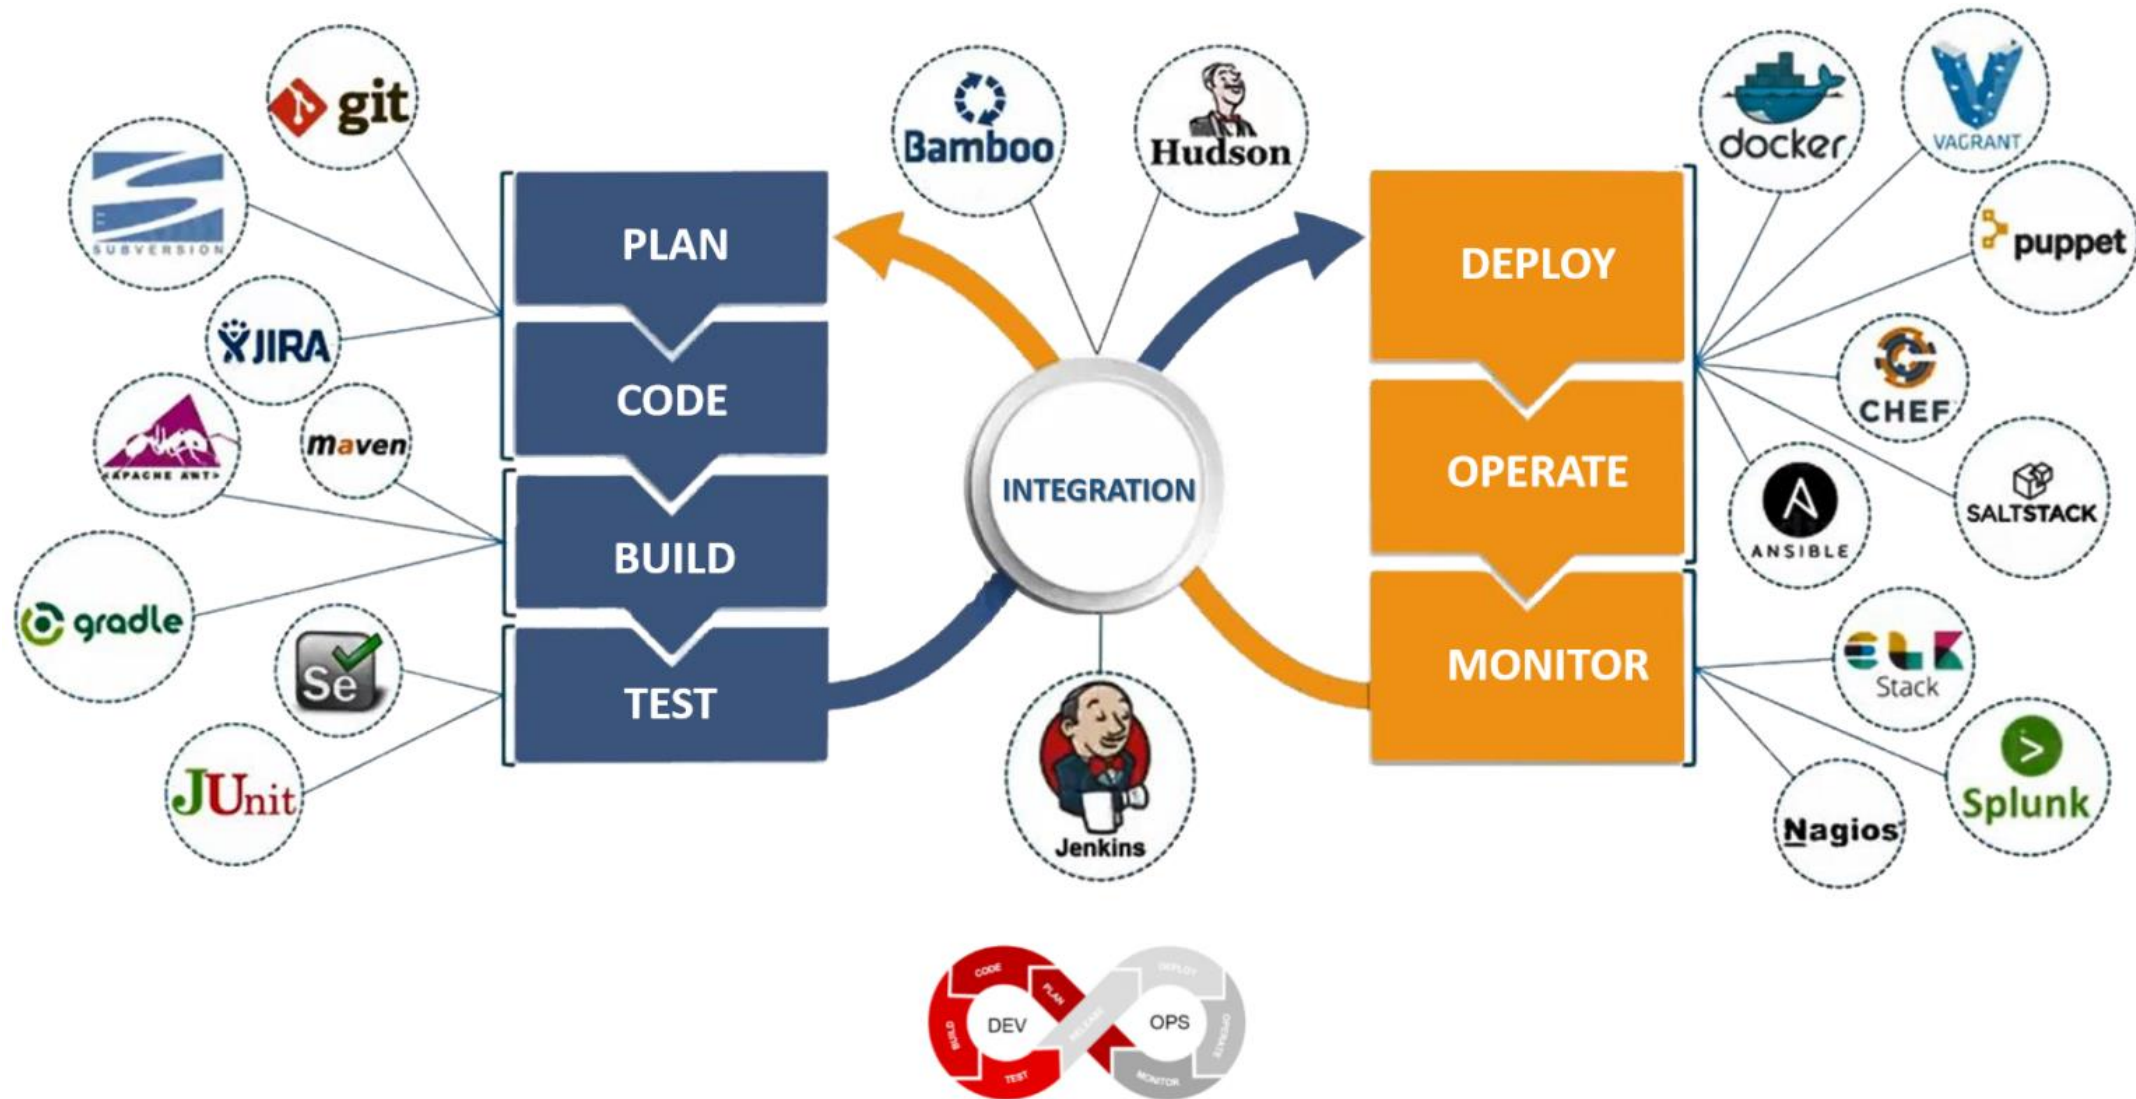 git
SUBVERSION
JIRA
APACHE ANT
maven
gradle
Se
JUnit
PLAN
CODE
BUILD
TEST
Bamboo
Hudson
INTEGRATION
Jenkins
DEPLOY
OPERATE
MONITOR
docker
VAGRANT
puppet
CHEF
SALTSTACK
ANSIBLE
ELK
Stack
Splunk
Nagios
CODE
PLAN
BUILD
TEST
DEV
RELEASE
DEPLOY
OPERATE
MONITOR
OPS